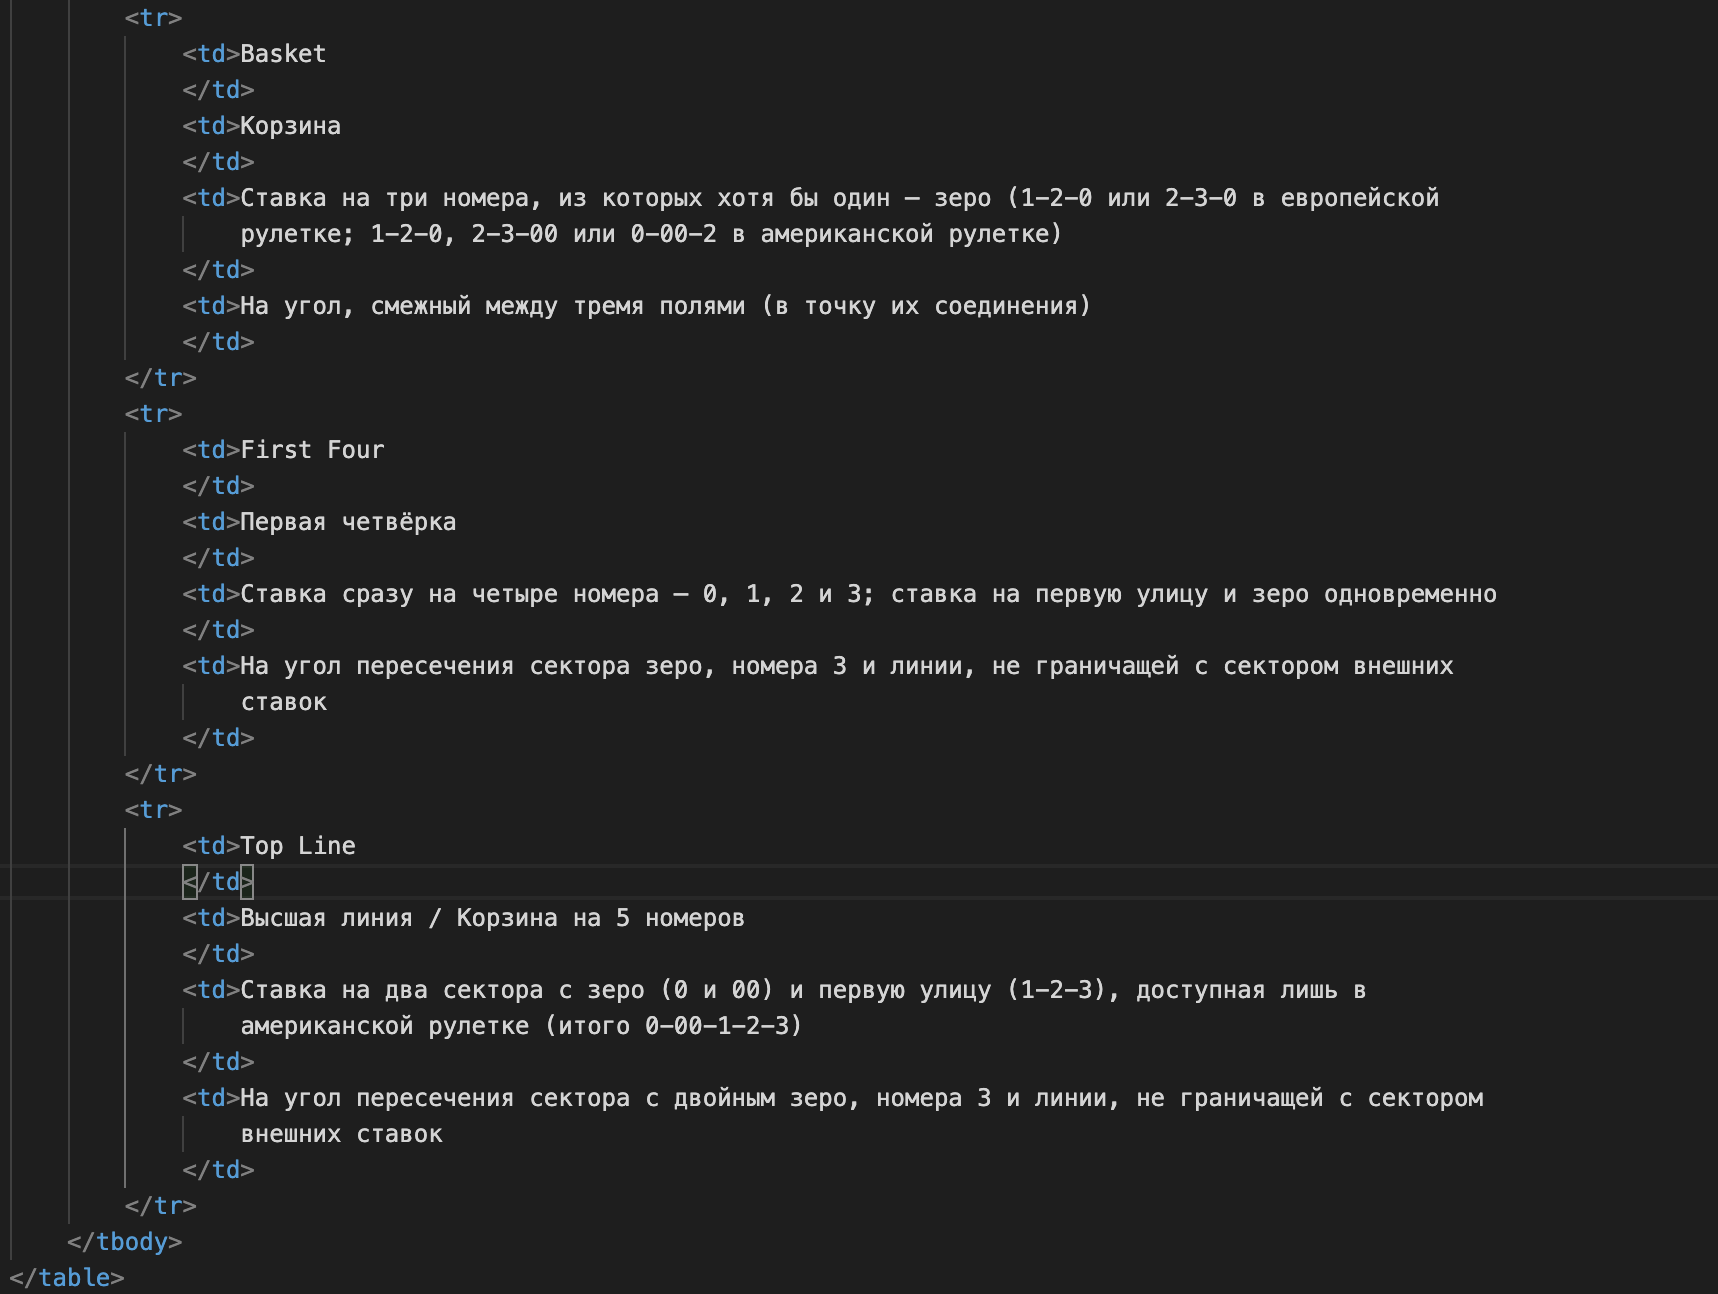 <tr>
<td>Basket
</td>
<td>Корзина
</td>
<td>Ставка на три номера, из которых хотя бы один — зеро (1-2-0 или 2-3-0 в европейской
рулетке; 1-2-0, 2-3-00 или 0-00-2 в американской рулетке)
</td>
<td>На угол, смежный между тремя полями (в точку их соединения)
</td>
</tr>
<tr>
<td>First Four
</td>
<td>Первая четвёрка
</td>
<td>Ставка сразу на четыре номера — 0, 1, 2 и 3; ставка на первую улицу и зеро одновременно
</td>
<td>На угол пересечения сектора зеро, номера 3 и линии, не граничащей с сектором внешних
ставок
</td>
</tr>
<tr>
<td>Top Line
</td>
<td>Высшая линия / Корзина на 5 номеров
</td>
<td>Ставка на два сектора с зеро (0 и 00) и первую улицу (1-2-3), доступная лишь в
американской рулетке (итого 0-00-1-2-3)
</td>
<td>На угол пересечения сектора с двойным зеро, номера 3 и линии, не граничащей с сектором
внешних ставок
</td>
</tr>
</tbody>
</table>